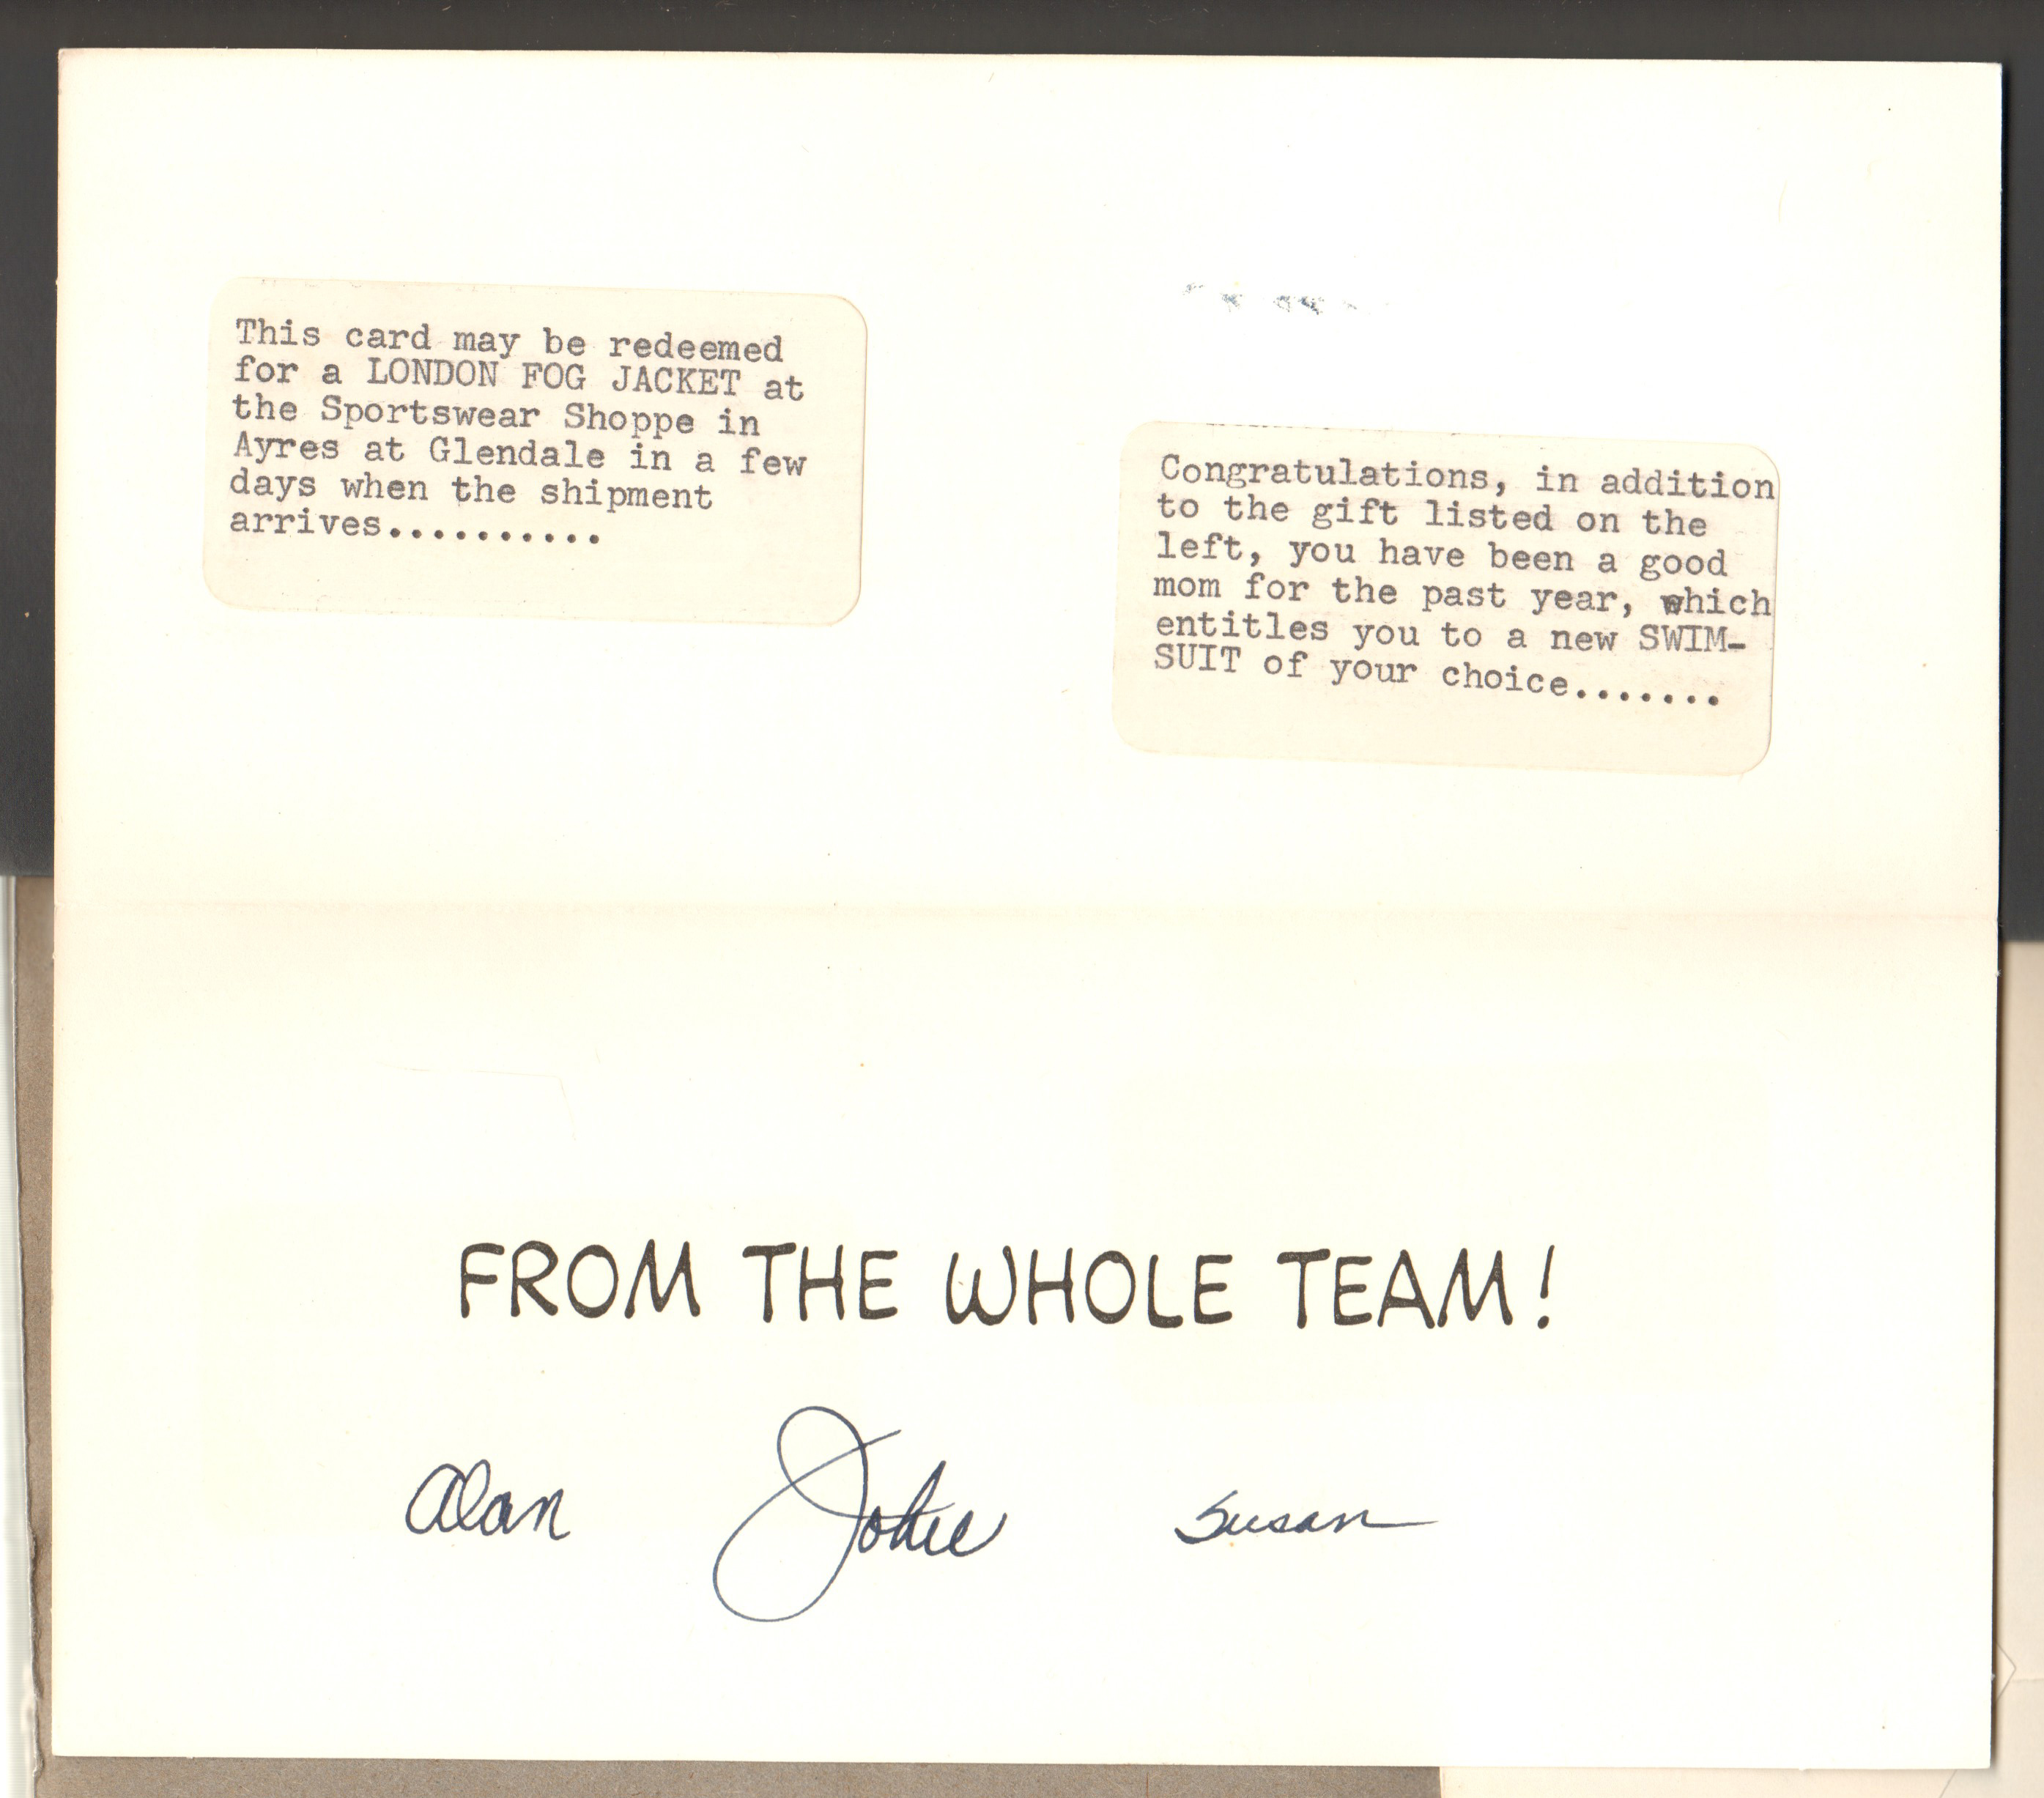 This card may be redeemed
for a LONDON FOG JACKET at
the Sportswear Shoppe in
Ayres at Glendale in a few
days when the shipment
arrives..........
Congratulations, in addition
to the gift listed on the
left, you have been a good
mom for the past year, which
entitles you to a new SWIM-
SUIT of your choice.......
FROM THE WHOLE TEAM!
Alan
Susan